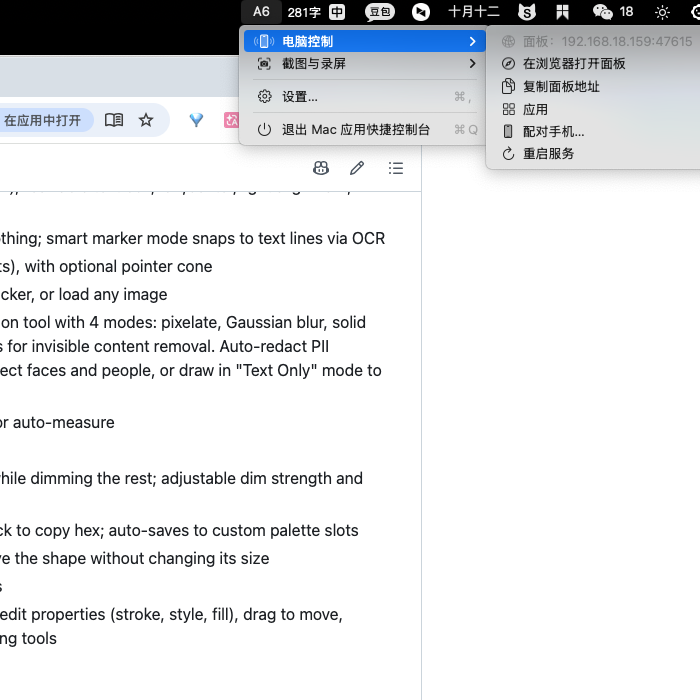 A6 281字 中 豆包 十月十二 18
电脑控制
截图与录屏
设置... ⌘ ,
退出 Mac 应用快捷控制台 ⌘ Q
面板：192.168.18.159:47615
在浏览器打开面板
复制面板地址
应用
配对手机...
重启服务
在应用中打开
thing; smart marker mode snaps to text lines via OCR
ts), with optional pointer cone
cker, or load any image
on tool with 4 modes: pixelate, Gaussian blur, solid
s for invisible content removal. Auto-redact PII
ect faces and people, or draw in "Text Only" mode to
or auto-measure
while dimming the rest; adjustable dim strength and
ck to copy hex; auto-saves to custom palette slots
ve the shape without changing its size
s
edit properties (stroke, style, fill), drag to move,
ng tools